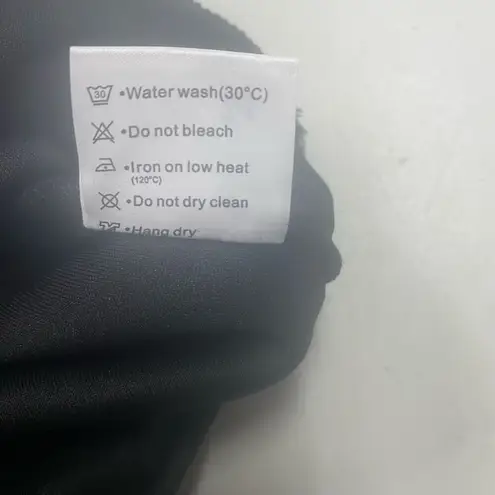 30 •Water wash(30°C)
•Do not bleach
•Iron on low heat
(120°C)
•Do not dry clean
•Hang dry